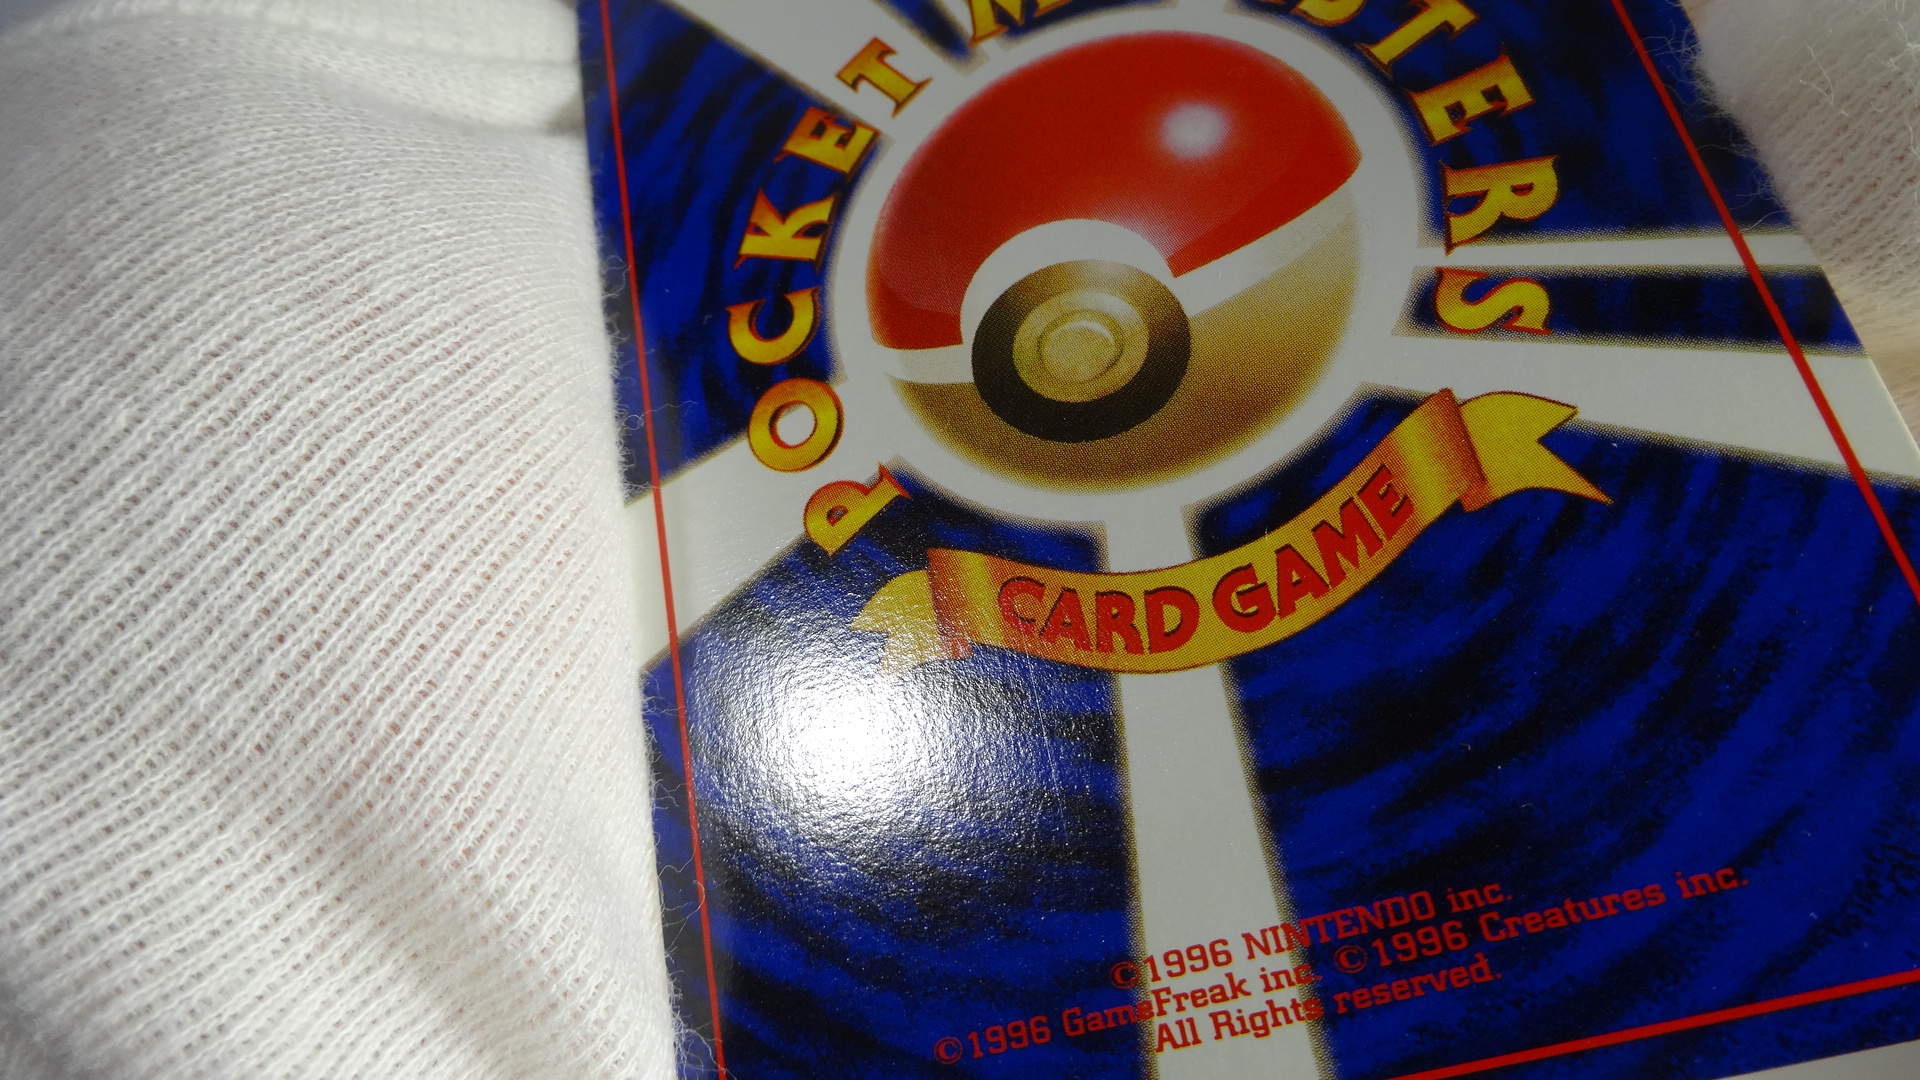 POCKET M STERS
CARD GAME
©1996 NINTENDO inc.
©1996 GameFreak inc. ©1996 Creatures inc.
All Rights reserved.